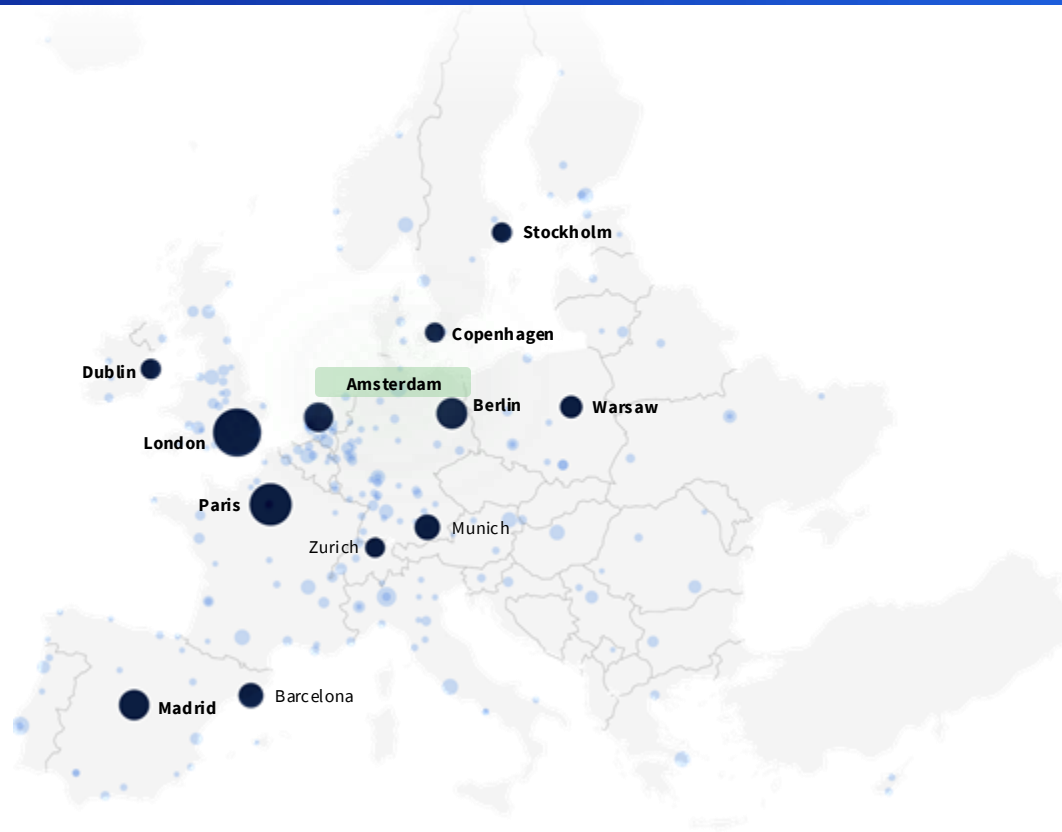 Stockholm
Copenhagen
Dublin
Amsterdam
Berlin
Warsaw
London
Paris
Munich
Zurich
Barcelona
Madrid